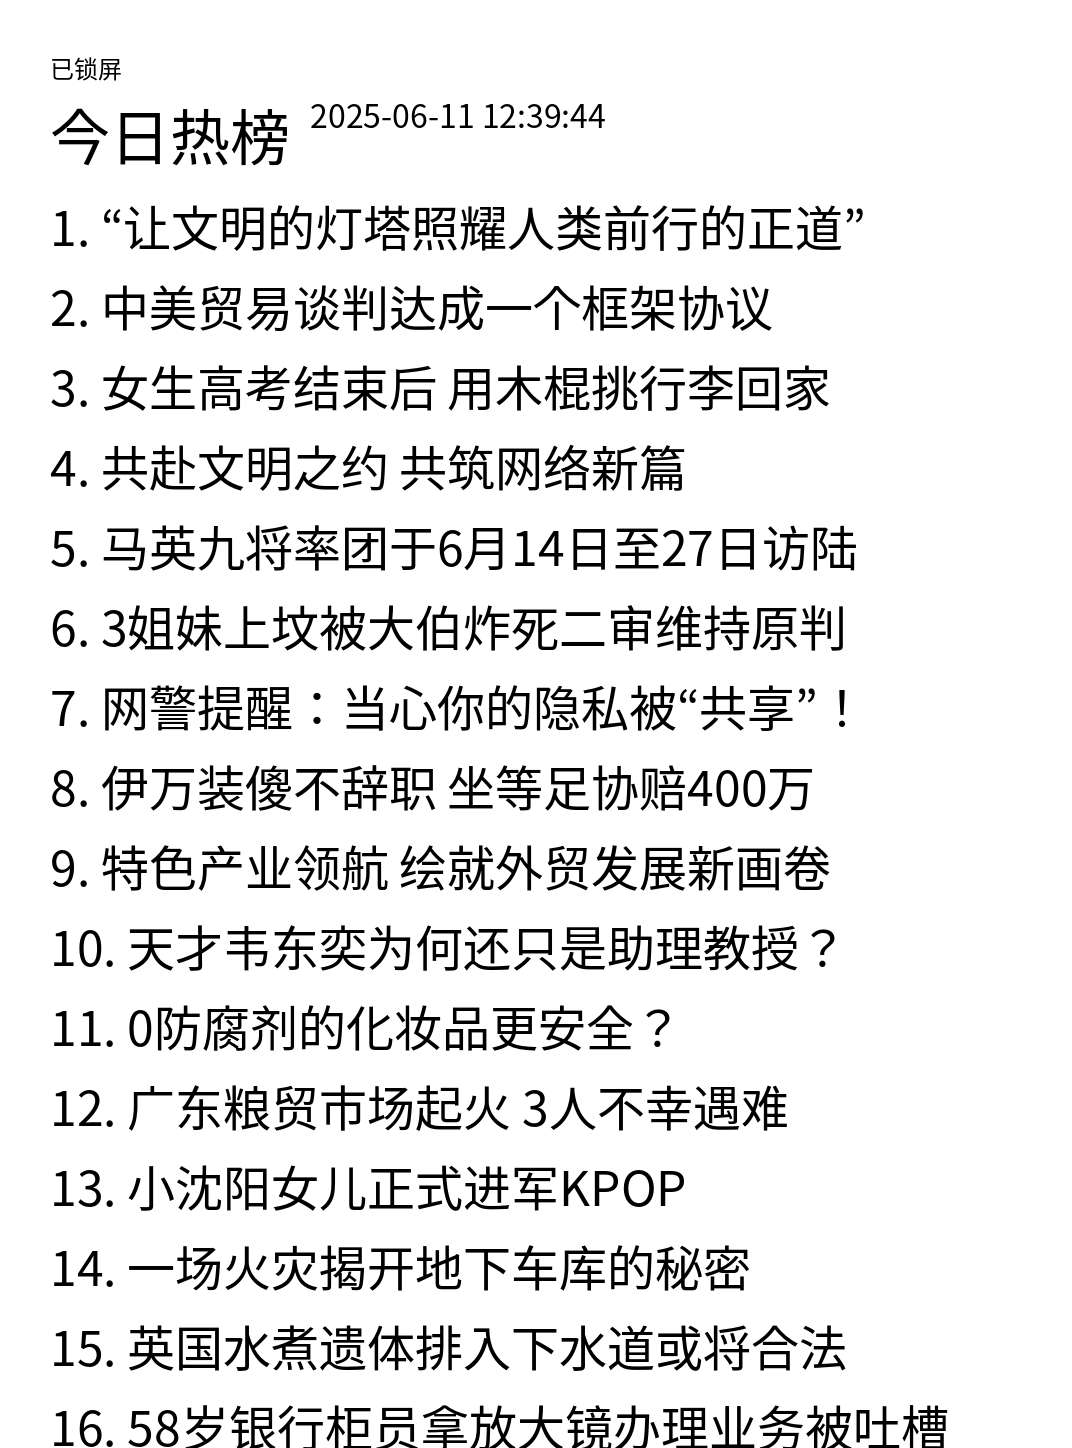 已锁屏
今日热榜 2025-06-11 12:39:44
1. “让文明的灯塔照耀人类前行的正道”
2. 中美贸易谈判达成一个框架协议
3. 女生高考结束后 用木棍挑行李回家
4. 共赴文明之约 共筑网络新篇
5. 马英九将率团于6月14日至27日访陆
6. 3姐妹上坟被大伯炸死二审维持原判
7. 网警提醒：当心你的隐私被“共享”！
8. 伊万装傻不辞职 坐等足协赔400万
9. 特色产业领航 绘就外贸发展新画卷
10. 天才韦东奕为何还只是助理教授？
11. 0防腐剂的化妆品更安全？
12. 广东粮贸市场起火 3人不幸遇难
13. 小沈阳女儿正式进军KPOP
14. 一场火灾揭开地下车库的秘密
15. 英国水煮遗体排入下水道或将合法
16. 58岁银行柜员拿放大镜办理业务被吐槽